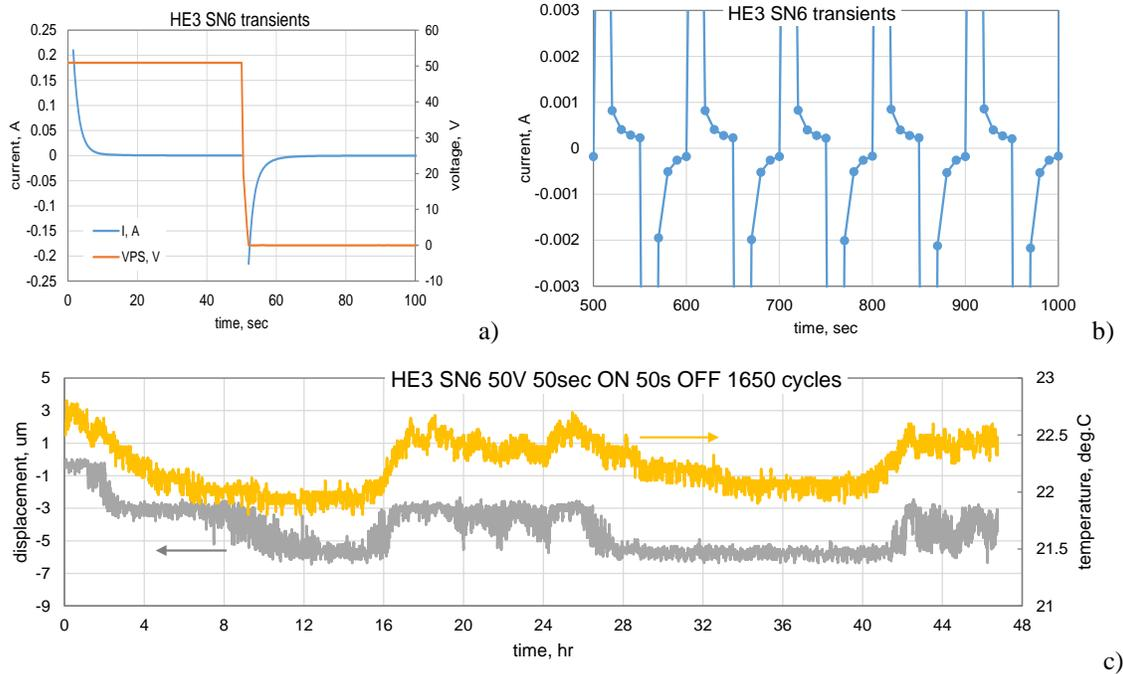 HE3 SN6 transients
0.25
0.2
0.15
0.1
0.05
0
-0.05
-0.1
-0.15
-0.2
-0.25
current, A
60
50
40
30
20
10
0
-10
voltage, V
I, A
VPS, V
0 20 40 60 80 100
time, sec
a)
HE3 SN6 transients
0.003
0.002
0.001
0
-0.001
-0.002
-0.003
current, A
500 600 700 800 900 1000
time, sec
b)
HE3 SN6 50V 50sec ON 50s OFF 1650 cycles
5
3
1
-1
-3
-5
-7
-9
displacement, um
23
22.5
22
21.5
21
temperature, deg.C
0 4 8 12 16 20 24 28 32 36 40 44 48
time, hr
c)